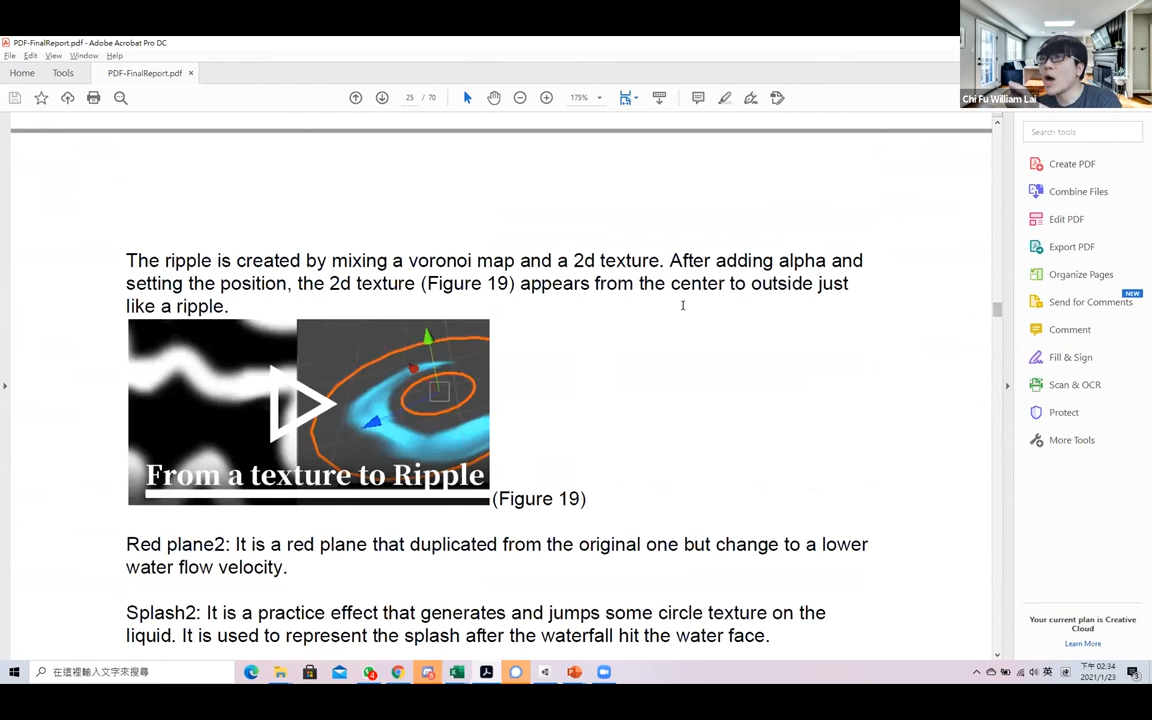 PDF-FinalReport.pdf - Adobe Acrobat Pro DC
File Edit View Window Help
Home Tools PDF-FinalReport.pdf ×
25 / 70
175%
Chi Fu William Lai
Search tools
Create PDF
Combine Files
Edit PDF
Export PDF
Organize Pages
NEW
Send for Comments
Comment
Fill & Sign
Scan & OCR
Protect
More Tools
Your current plan is Creative
Cloud
Learn More
The ripple is created by mixing a voronoi map and a 2d texture. After adding alpha and
setting the position, the 2d texture (Figure 19) appears from the center to outside just
like a ripple.
From a texture to Ripple
(Figure 19)
Red plane2: It is a red plane that duplicated from the original one but change to a lower
water flow velocity.
Splash2: It is a practice effect that generates and jumps some circle texture on the
liquid. It is used to represent the splash after the waterfall hit the water face.
在這裡輸入文字來搜尋
英
下午 02:34
2021/1/23